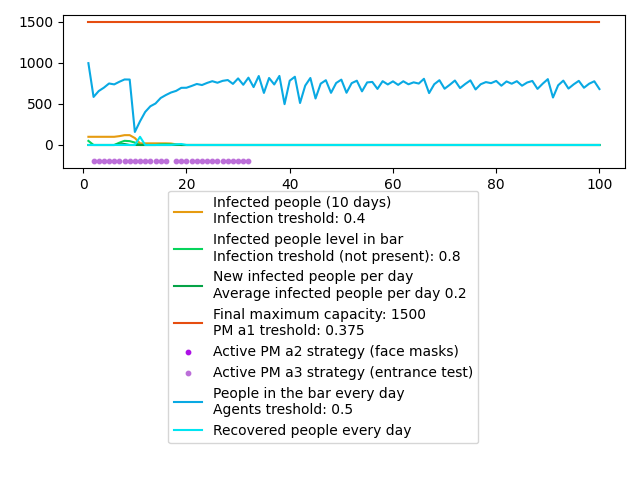 1500
1000
500
0
0 20 40 60 80 100
Infected people (10 days)
Infection treshold: 0.4
Infected people level in bar
Infection treshold (not present): 0.8
New infected people per day
Average infected people per day 0.2
Final maximum capacity: 1500
PM a1 treshold: 0.375
Active PM a2 strategy (face masks)
Active PM a3 strategy (entrance test)
People in the bar every day
Agents treshold: 0.5
Recovered people every day